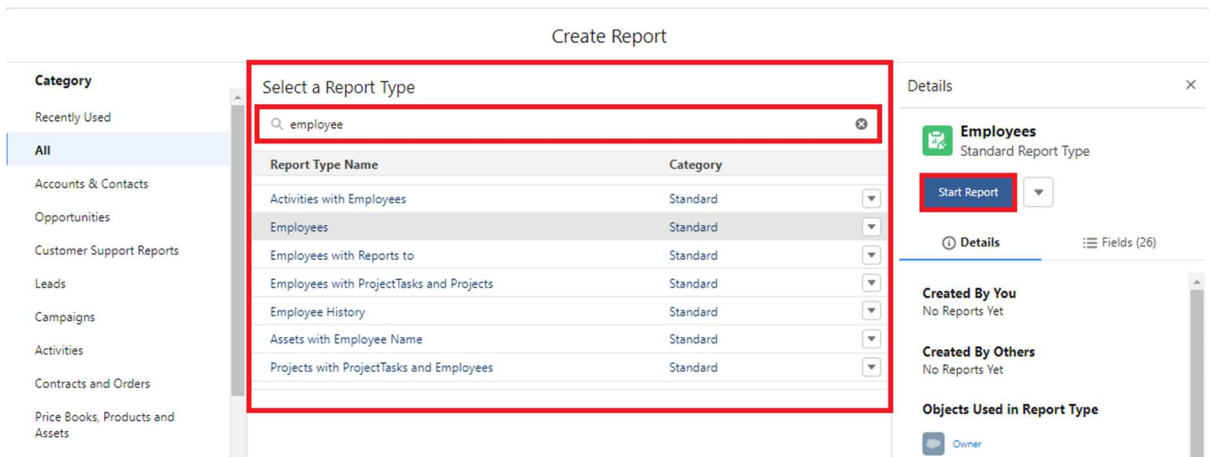 Create Report
Category
Recently Used
All
Accounts & Contacts
Opportunities
Customer Support Reports
Leads
Campaigns
Activities
Contracts and Orders
Price Books, Products and
Assets
Select a Report Type
employee
Report Type Name Category
Activities with Employees Standard
Employees Standard
Employees with Reports to Standard
Employees with ProjectTasks and Projects Standard
Employee History Standard
Assets with Employee Name Standard
Projects with ProjectTasks and Employees Standard
Details
Employees
Standard Report Type
Start Report
Details Fields (26)
Created By You
No Reports Yet
Created By Others
No Reports Yet
Objects Used in Report Type
Owner